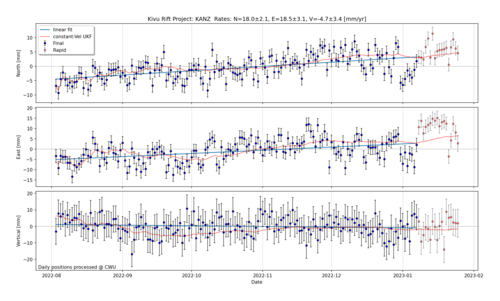 Kivu Rift Project: KANZ Rates: N=18.0±2.1, E=18.5±3.1, V=-4.7±3.4 [mm/yr]
linear fit
constant-Vel UKF
Final
Rapid
North [mm]
10
5
0
−5
−10
East [mm]
20
15
10
5
0
−5
−10
−15
Vertical [mm]
20
10
0
−10
−20
Daily positions processed @ CWU
2022-08
2022-09
2022-10
2022-11
2022-12
2023-01
2023-02
Date